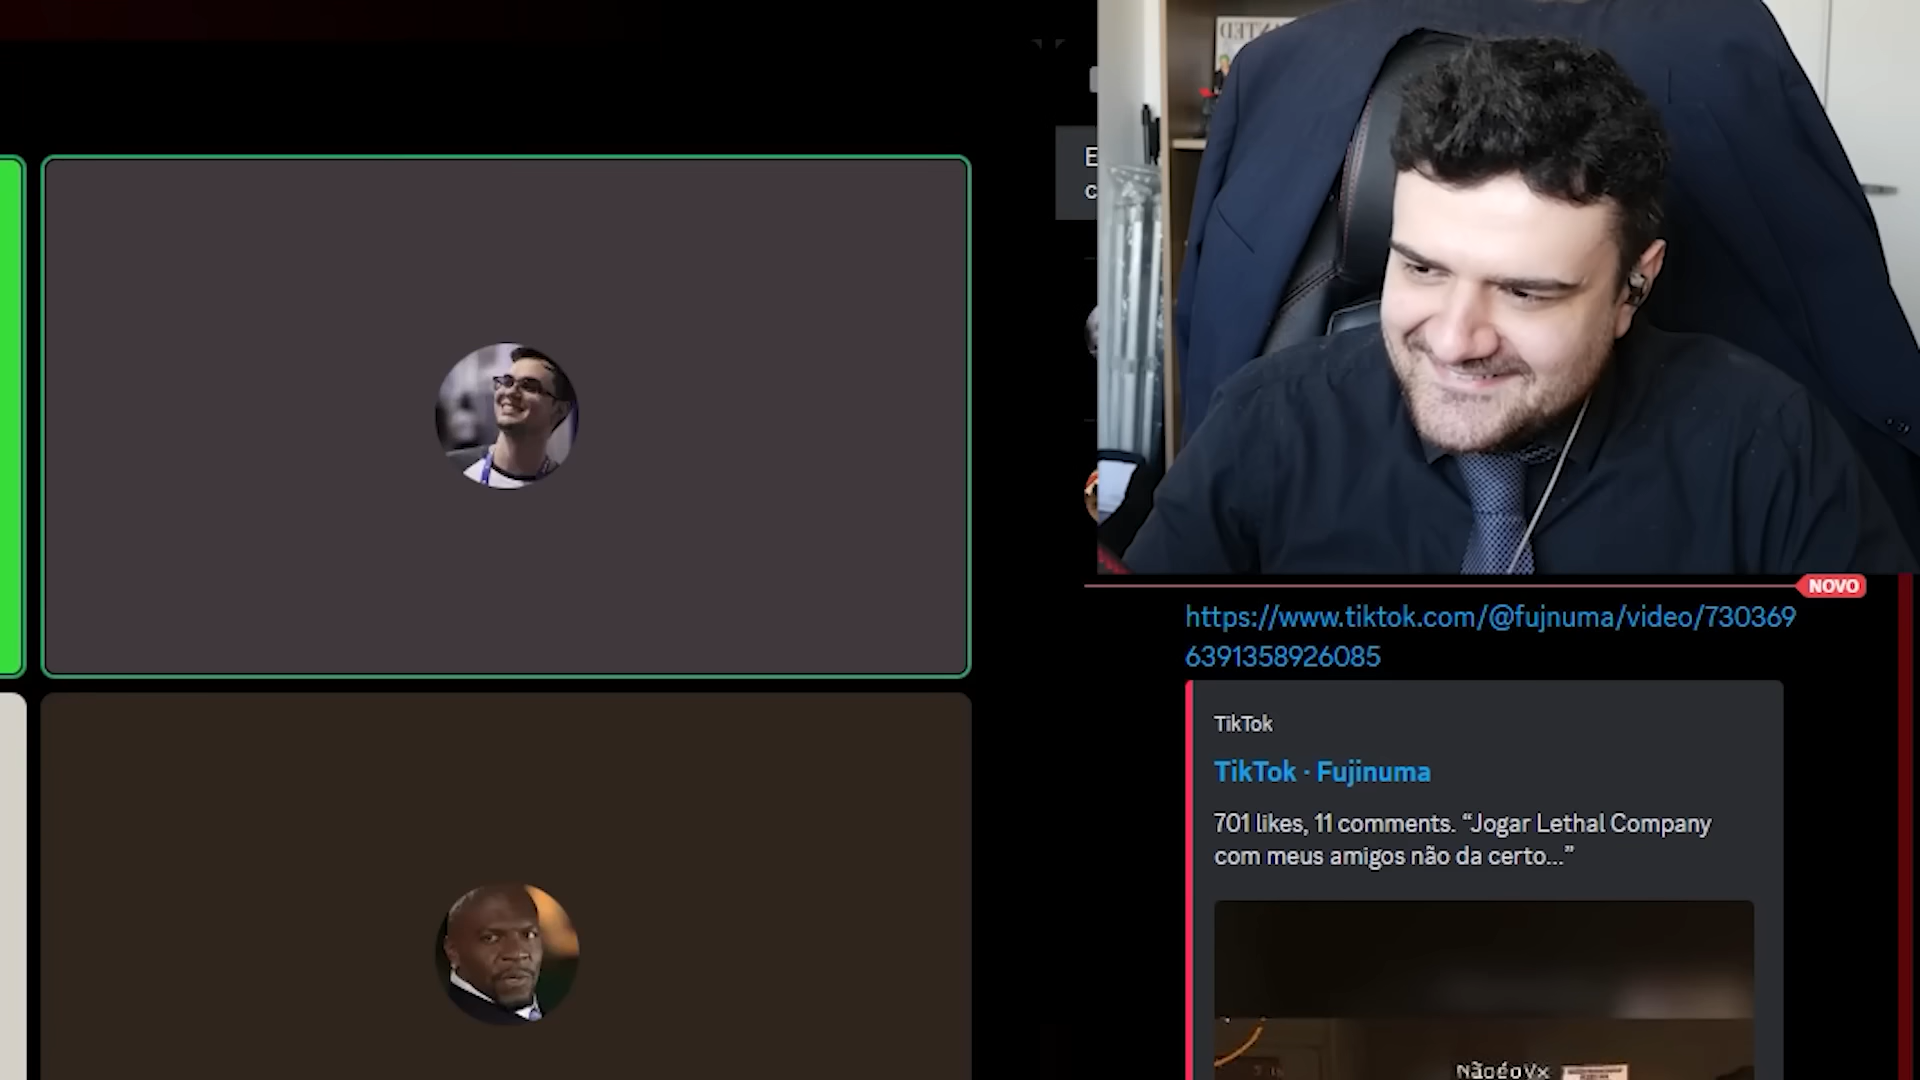 E
c
NOVO
https://www.tiktok.com/@fujnuma/video/730369
6391358926085
TikTok
TikTok · Fujinuma
701 likes, 11 comments. “Jogar Lethal Company
com meus amigos não da certo...”
NãoéoVx